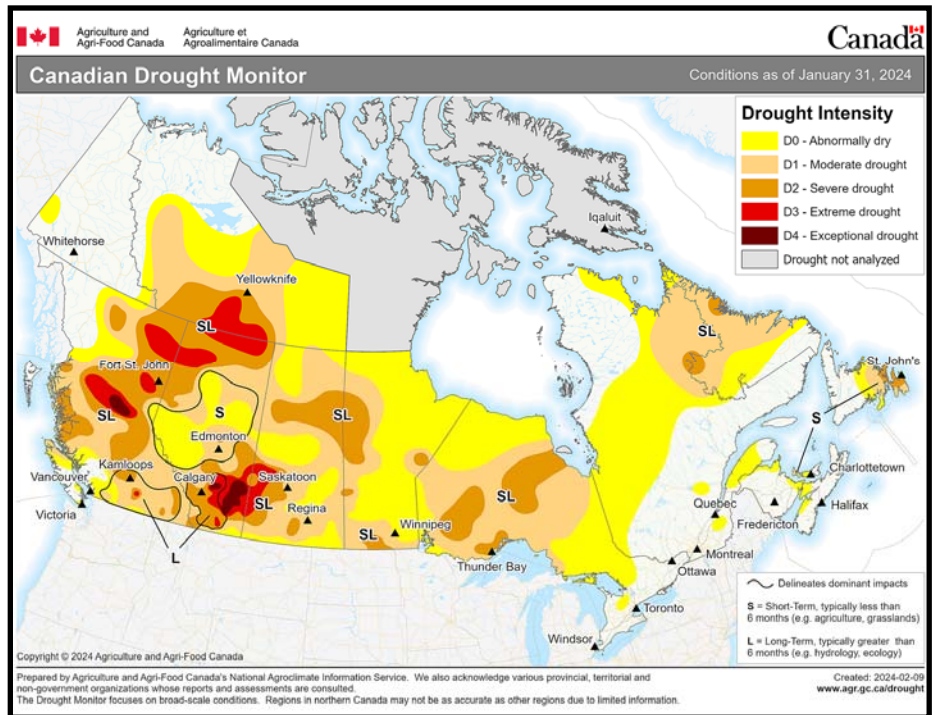 Agriculture and
Agri-Food Canada
Agriculture et
Agroalimentaire Canada
Canada
Canadian Drought Monitor
Conditions as of January 31, 2024
Drought Intensity
D0 - Abnormally dry
D1 - Moderate drought
D2 - Severe drought
D3 - Extreme drought
D4 - Exceptional drought
Drought not analyzed
Iqaluit
Whitehorse
Yellowknife
SL
SL
Fort St. John
St. John's
SL
S
SL
S
Edmonton
Kamloops
Vancouver
Calgary
Saskatoon
SL
SL
Charlottetown
Victoria
Regina
Quebec
Halifax
Winnipeg
SL
Fredericton
L
Thunder Bay
Montreal
Ottawa
Toronto
Windsor
Delineates dominant impacts
S = Short-Term, typically less than
6 months (e.g. agriculture, grasslands)
L = Long-Term, typically greater than
6 months (e.g. hydrology, ecology)
Copyright © 2024 Agriculture and Agri-Food Canada
Prepared by Agriculture and Agri-Food Canada's National Agroclimate Information Service. We also acknowledge various provincial, territorial and
non-government organizations whose reports and assessments are consulted.
The Drought Monitor focuses on broad-scale conditions. Regions in northern Canada may not be as accurate as other regions due to limited information.
Created: 2024-02-09
www.agr.gc.ca/drought